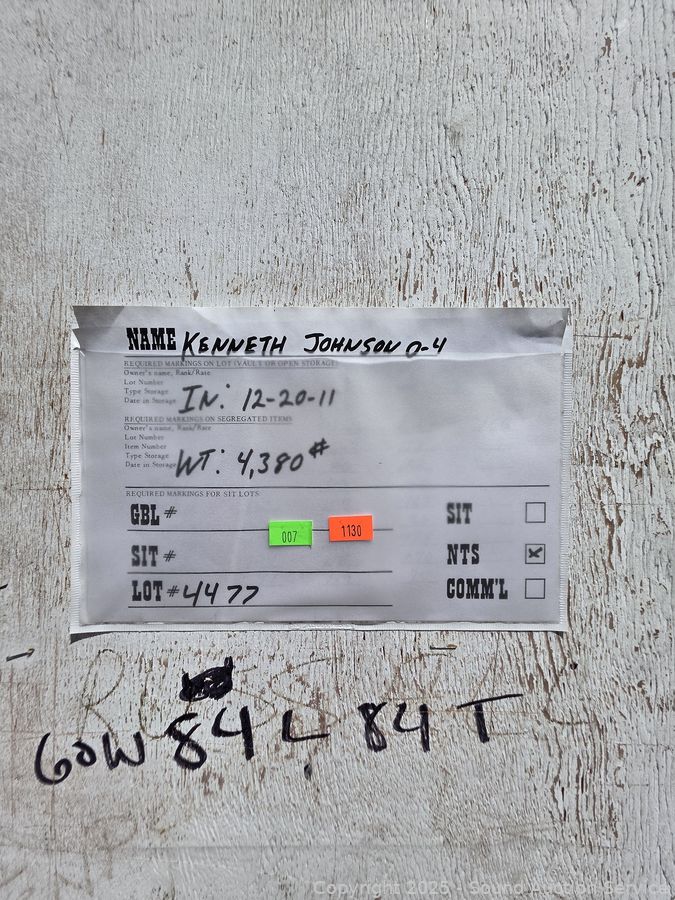 NAME KENNETH JOHNSON O-4
REQUIRED MARKINGS ON LOT (VAULT OR OPEN STORAGE)
Owner's name, Rank/Rate
Lot Number
Type Storage
Date in Storage IN: 12-20-11
REQUIRED MARKINGS ON SEGREGATED ITEMS
Owner's name, Rank/Rate
Lot Number
Item Number
Type Storage
Date in Storage WT: 4,380#
REQUIRED MARKINGS FOR SIT LOTS
GBL # SIT
007 1130
SIT # NTS
LOT # 4477 COMM'L
60W 84 L 84 T
Copyright 2025 - Sound Auction Service